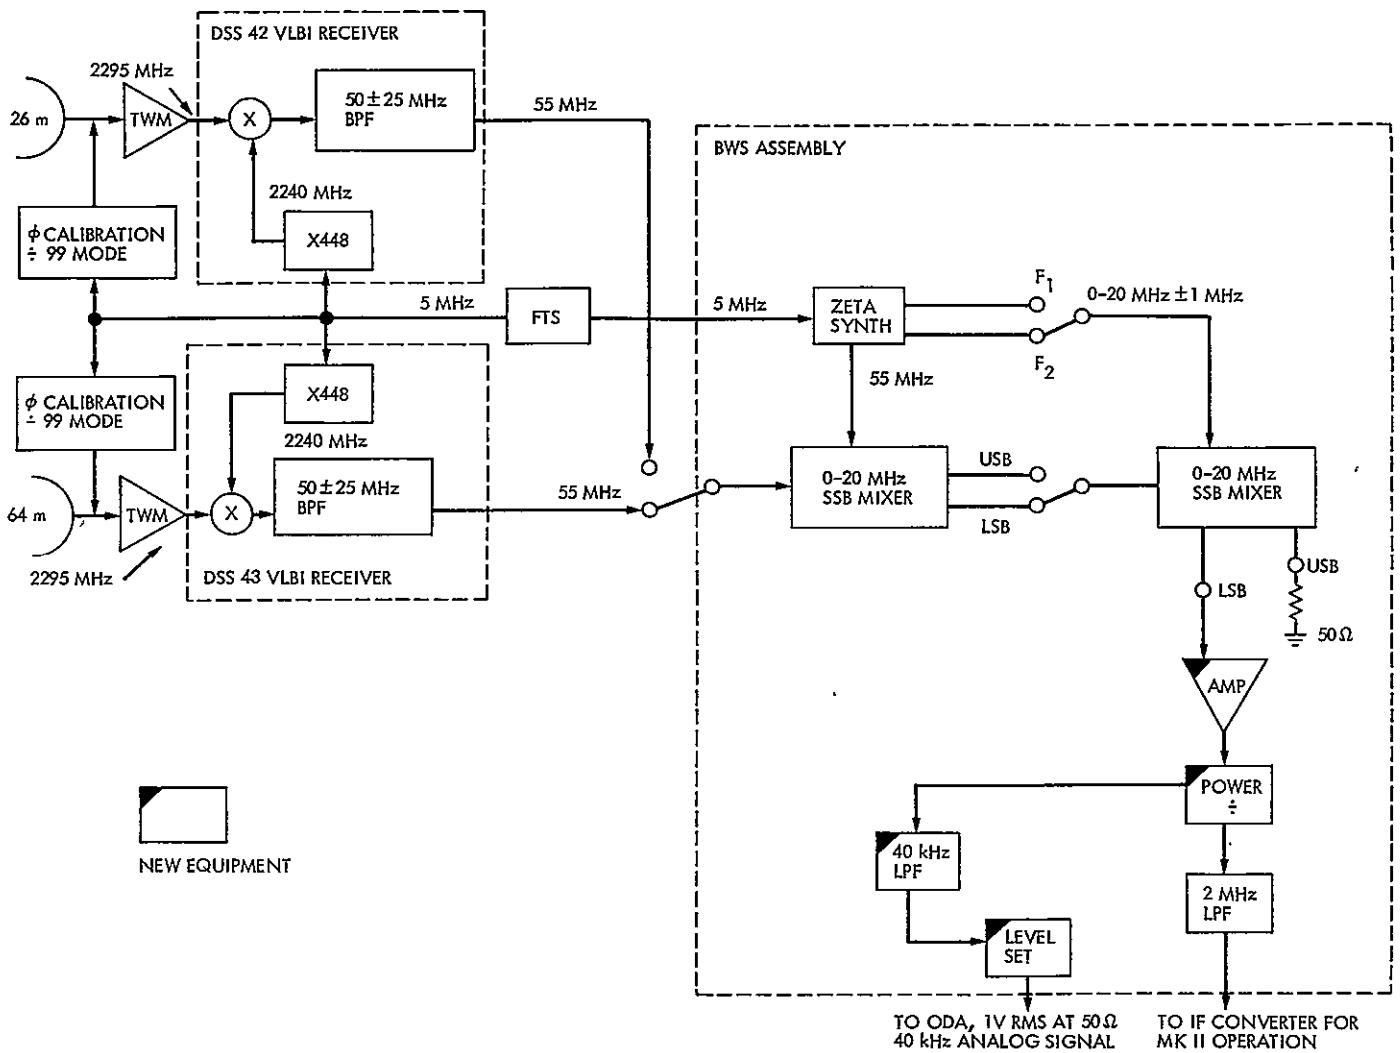 DSS 42 VLBI RECEIVER
2295 MHz
26 m
TWM
X
50 ± 25 MHz
BPF
55 MHz
2240 MHz
X448
ϕ CALIBRATION
÷ 99 MODE
5 MHz
FTS
5 MHz
ϕ CALIBRATION
÷ 99 MODE
X448
2240 MHz
64 m
TWM
X
50 ± 25 MHz
BPF
55 MHz
2295 MHz
DSS 43 VLBI RECEIVER
BWS ASSEMBLY
ZETA
SYNTH
F1
F2
0-20 MHz ± 1 MHz
55 MHz
0-20 MHz
SSB MIXER
USB
LSB
0-20 MHz
SSB MIXER
USB
LSB
50Ω
AMP
POWER
÷
40 kHz
LPF
2 MHz
LPF
LEVEL
SET
NEW EQUIPMENT
TO ODA, 1V RMS AT 50Ω
40 kHz ANALOG SIGNAL
TO IF CONVERTER FOR
MK II OPERATION